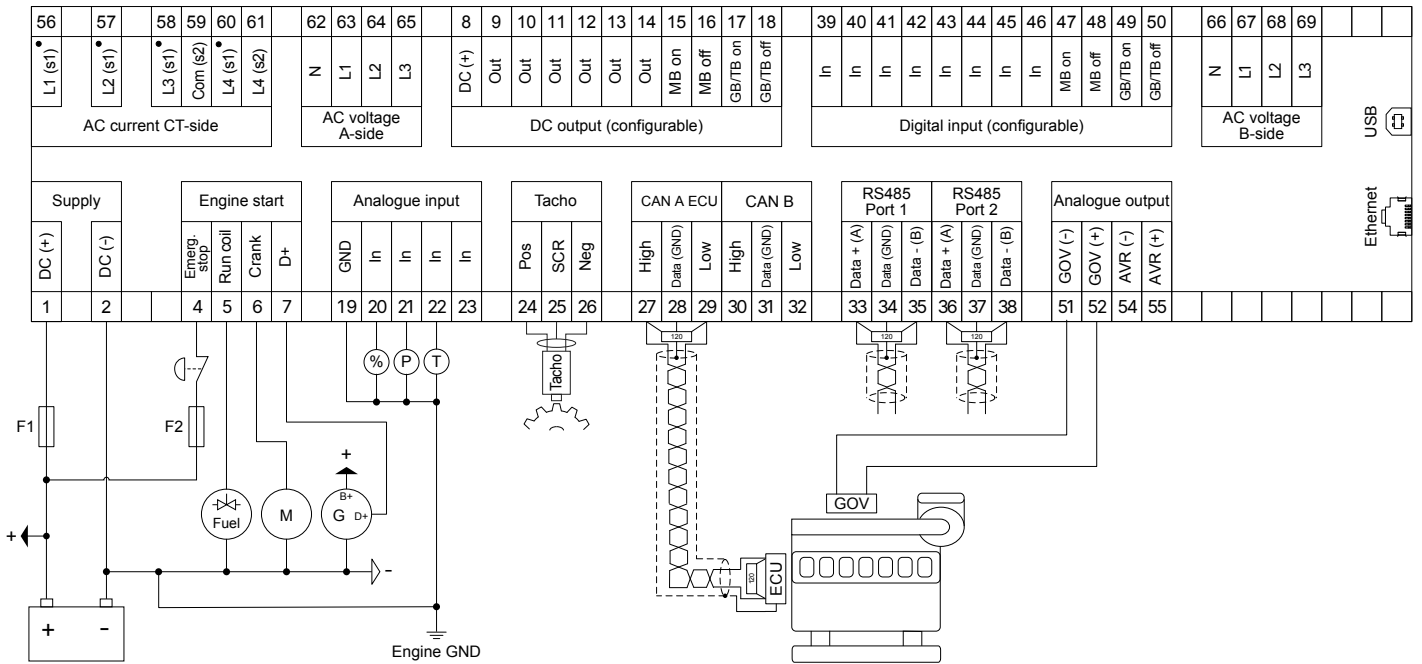 56 57 58 59 60 61 62 63 64 65 8 9 10 11 12 13 14 15 16 17 18 39 40 41 42 43 44 45 46 47 48 49 50 66 67 68 69
L1 (s1) L2 (s1) L3 (s1) Com (s2) L4 (s1) L4 (s2) N L1 L2 L3 DC (+) Out Out Out Out Out Out MB on MB off GB/TB on GB/TB off In In In In In In In In MB on MB off GB/TB on GB/TB off N L1 L2 L3
AC current CT-side
AC voltage
A-side
DC output (configurable)
Digital input (configurable)
AC voltage
B-side
USB
Ethernet
Supply
Engine start
Analogue input
Tacho
CAN A ECU
CAN B
RS485
Port 1
RS485
Port 2
Analogue output
DC (+) DC (-) Emerg. stop Run coil Crank D+ GND In In In In Pos SCR Neg High Data (GND) Low High Data (GND) Low Data + (A) Data (GND) Data - (B) Data + (A) Data (GND) Data - (B) GOV (-) GOV (+) AVR (-) AVR (+)
1 2 4 5 6 7 19 20 21 22 23 24 25 26 27 28 29 30 31 32 33 34 35 36 37 38 51 52 54 55
120 120 120
% P T
Tacho
F1
F2
+
B+
G D+
Fuel
M
GOV
+
-
120
ECU
+ -
Engine GND